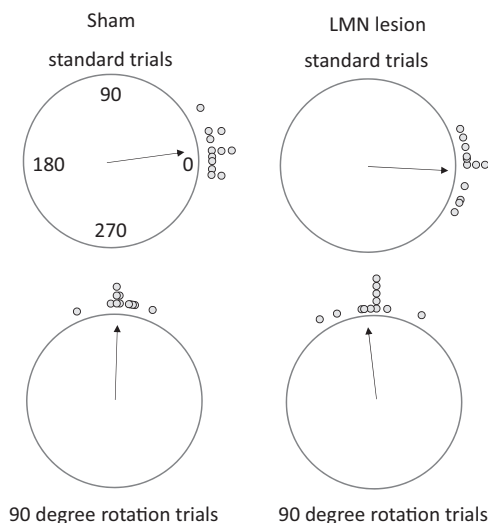 Sham
standard trials
90
180
0
270
LMN lesion
standard trials
90 degree rotation trials
90 degree rotation trials